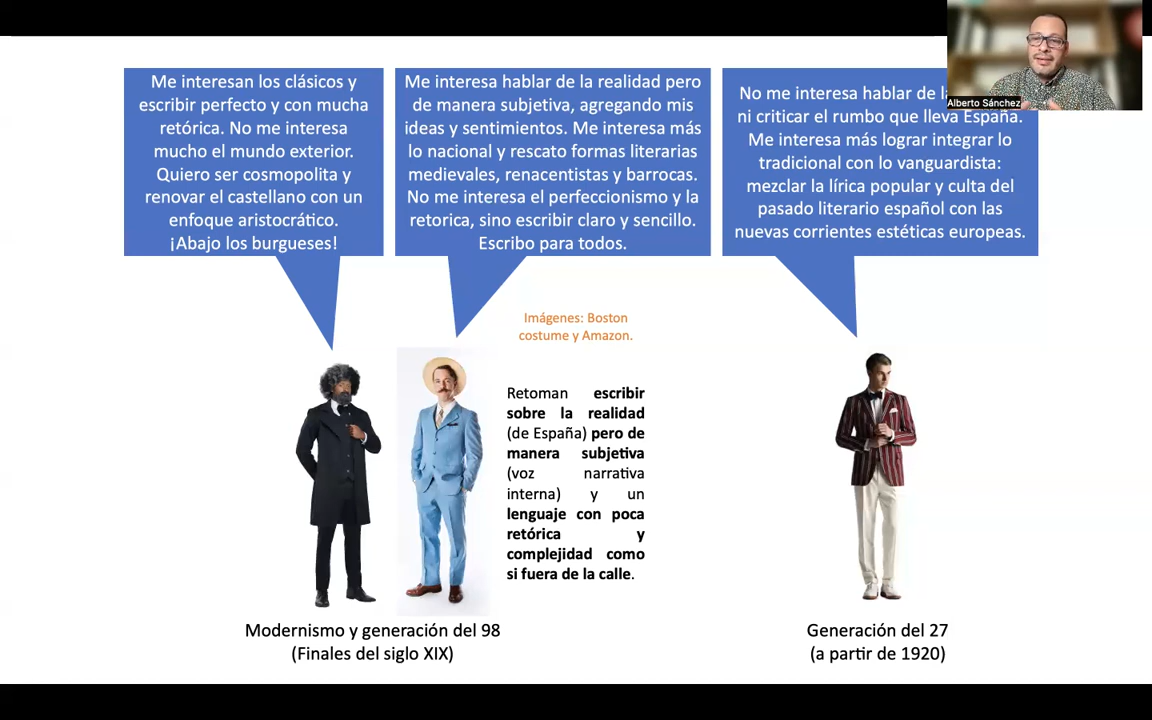 Me interesan los clásicos y
escribir perfecto y con mucha
retórica. No me interesa
mucho el mundo exterior.
Quiero ser cosmopolita y
renovar el castellano con un
enfoque aristocrático.
¡Abajo los burgueses!
Me interesa hablar de la realidad pero
de manera subjetiva, agregando mis
ideas y sentimientos. Me interesa más
lo nacional y rescato formas literarias
medievales, renacentistas y barrocas.
No me interesa el perfeccionismo y la
retorica, sino escribir claro y sencillo.
Escribo para todos.
No me interesa hablar de
ni criticar el rumbo que lleva España.
Me interesa más lograr integrar lo
tradicional con lo vanguardista:
mezclar la lírica popular y culta del
pasado literario español con las
nuevas corrientes estéticas europeas.
Alberto Sánchez
Imágenes: Boston
costume y Amazon.
Retoman escribir
sobre la realidad
(de España) pero de
manera subjetiva
(voz narrativa
interna) y un
lenguaje con poca
retórica y
complejidad como
si fuera de la calle.
Modernismo y generación del 98
(Finales del siglo XIX)
Generación del 27
(a partir de 1920)